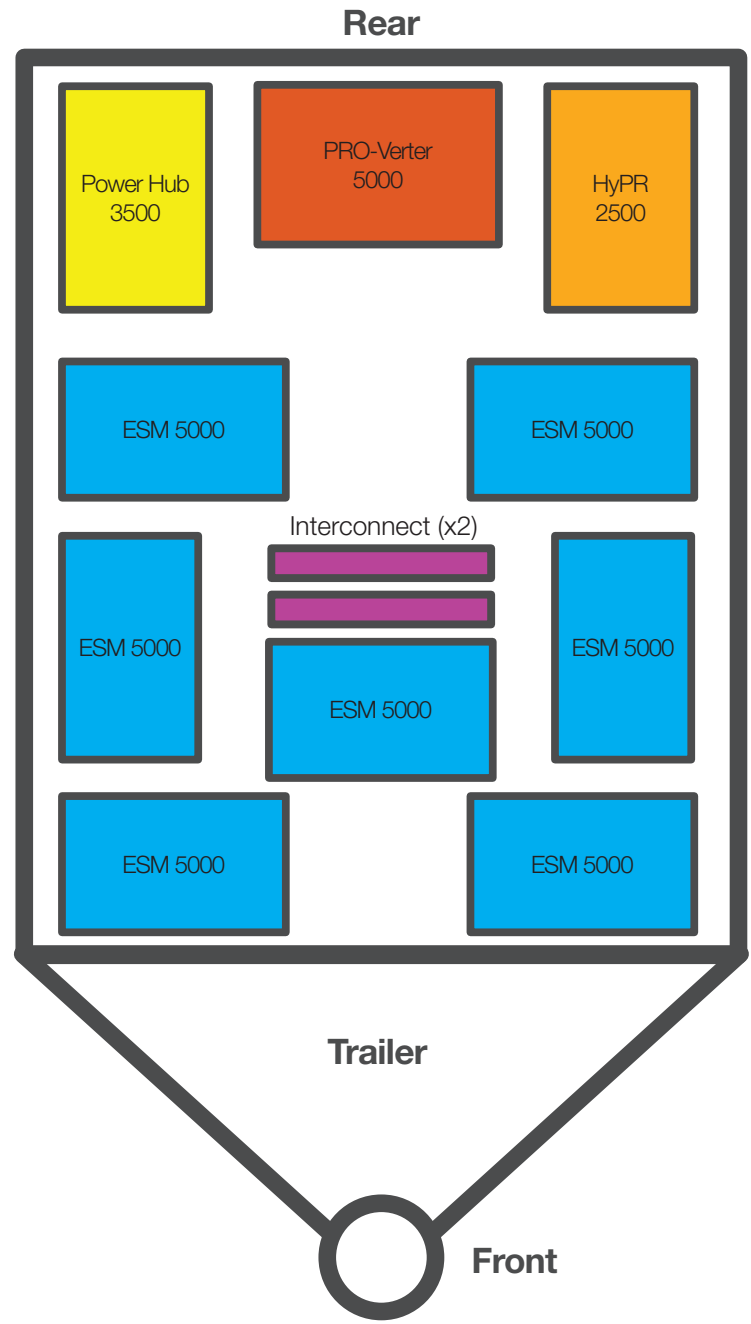 Rear
Power Hub
3500
PRO-Verter
5000
HyPR
2500
ESM 5000
ESM 5000
Interconnect (x2)
ESM 5000
ESM 5000
ESM 5000
ESM 5000
ESM 5000
Trailer
Front